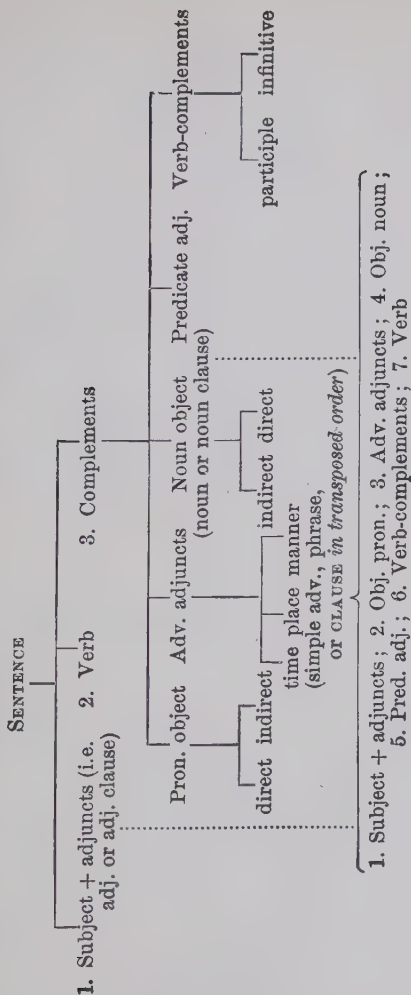 SENTENCE
1. Subject + adjuncts (i.e. adj. or adj. clause)
2. Verb
3. Complements
Pron. object
Adv. adjuncts
Noun object
(noun or noun clause)
Predicate adj.
Verb-complements
direct indirect
time place manner
(simple adv., phrase,
or CLAUSE in transposed order)
indirect direct
participle infinitive
1. Subject + adjuncts; 2. Obj. pron.; 3. Adv. adjuncts; 4. Obj. noun;
5. Pred. adj.; 6. Verb-complements; 7. Verb